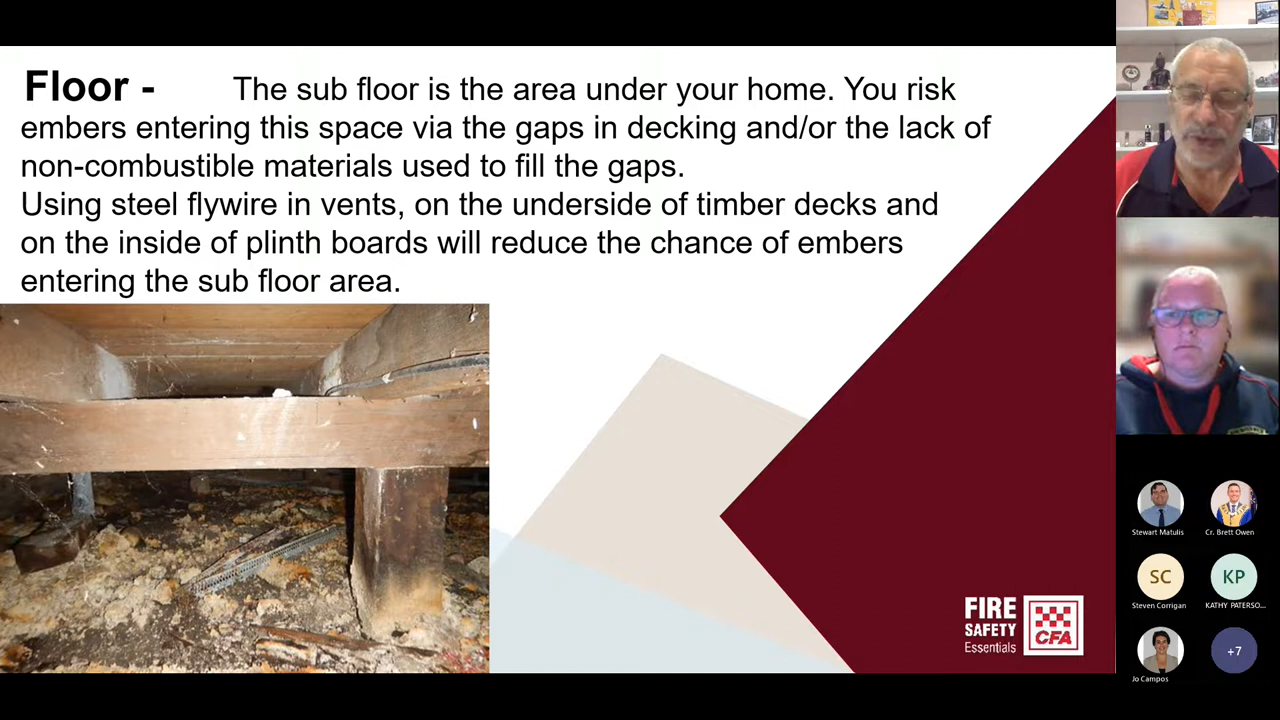 Floor - The sub floor is the area under your home. You risk
embers entering this space via the gaps in decking and/or the lack of
non-combustible materials used to fill the gaps.
Using steel flywire in vents, on the underside of timber decks and
on the inside of plinth boards will reduce the chance of embers
entering the sub floor area.
FIRE
SAFETY
Essentials
CFA
Stewart Matulis
Cr. Brett Owen
SC
KP
Steven Corrigan
KATHY PATERSO...
+7
Jo Campos